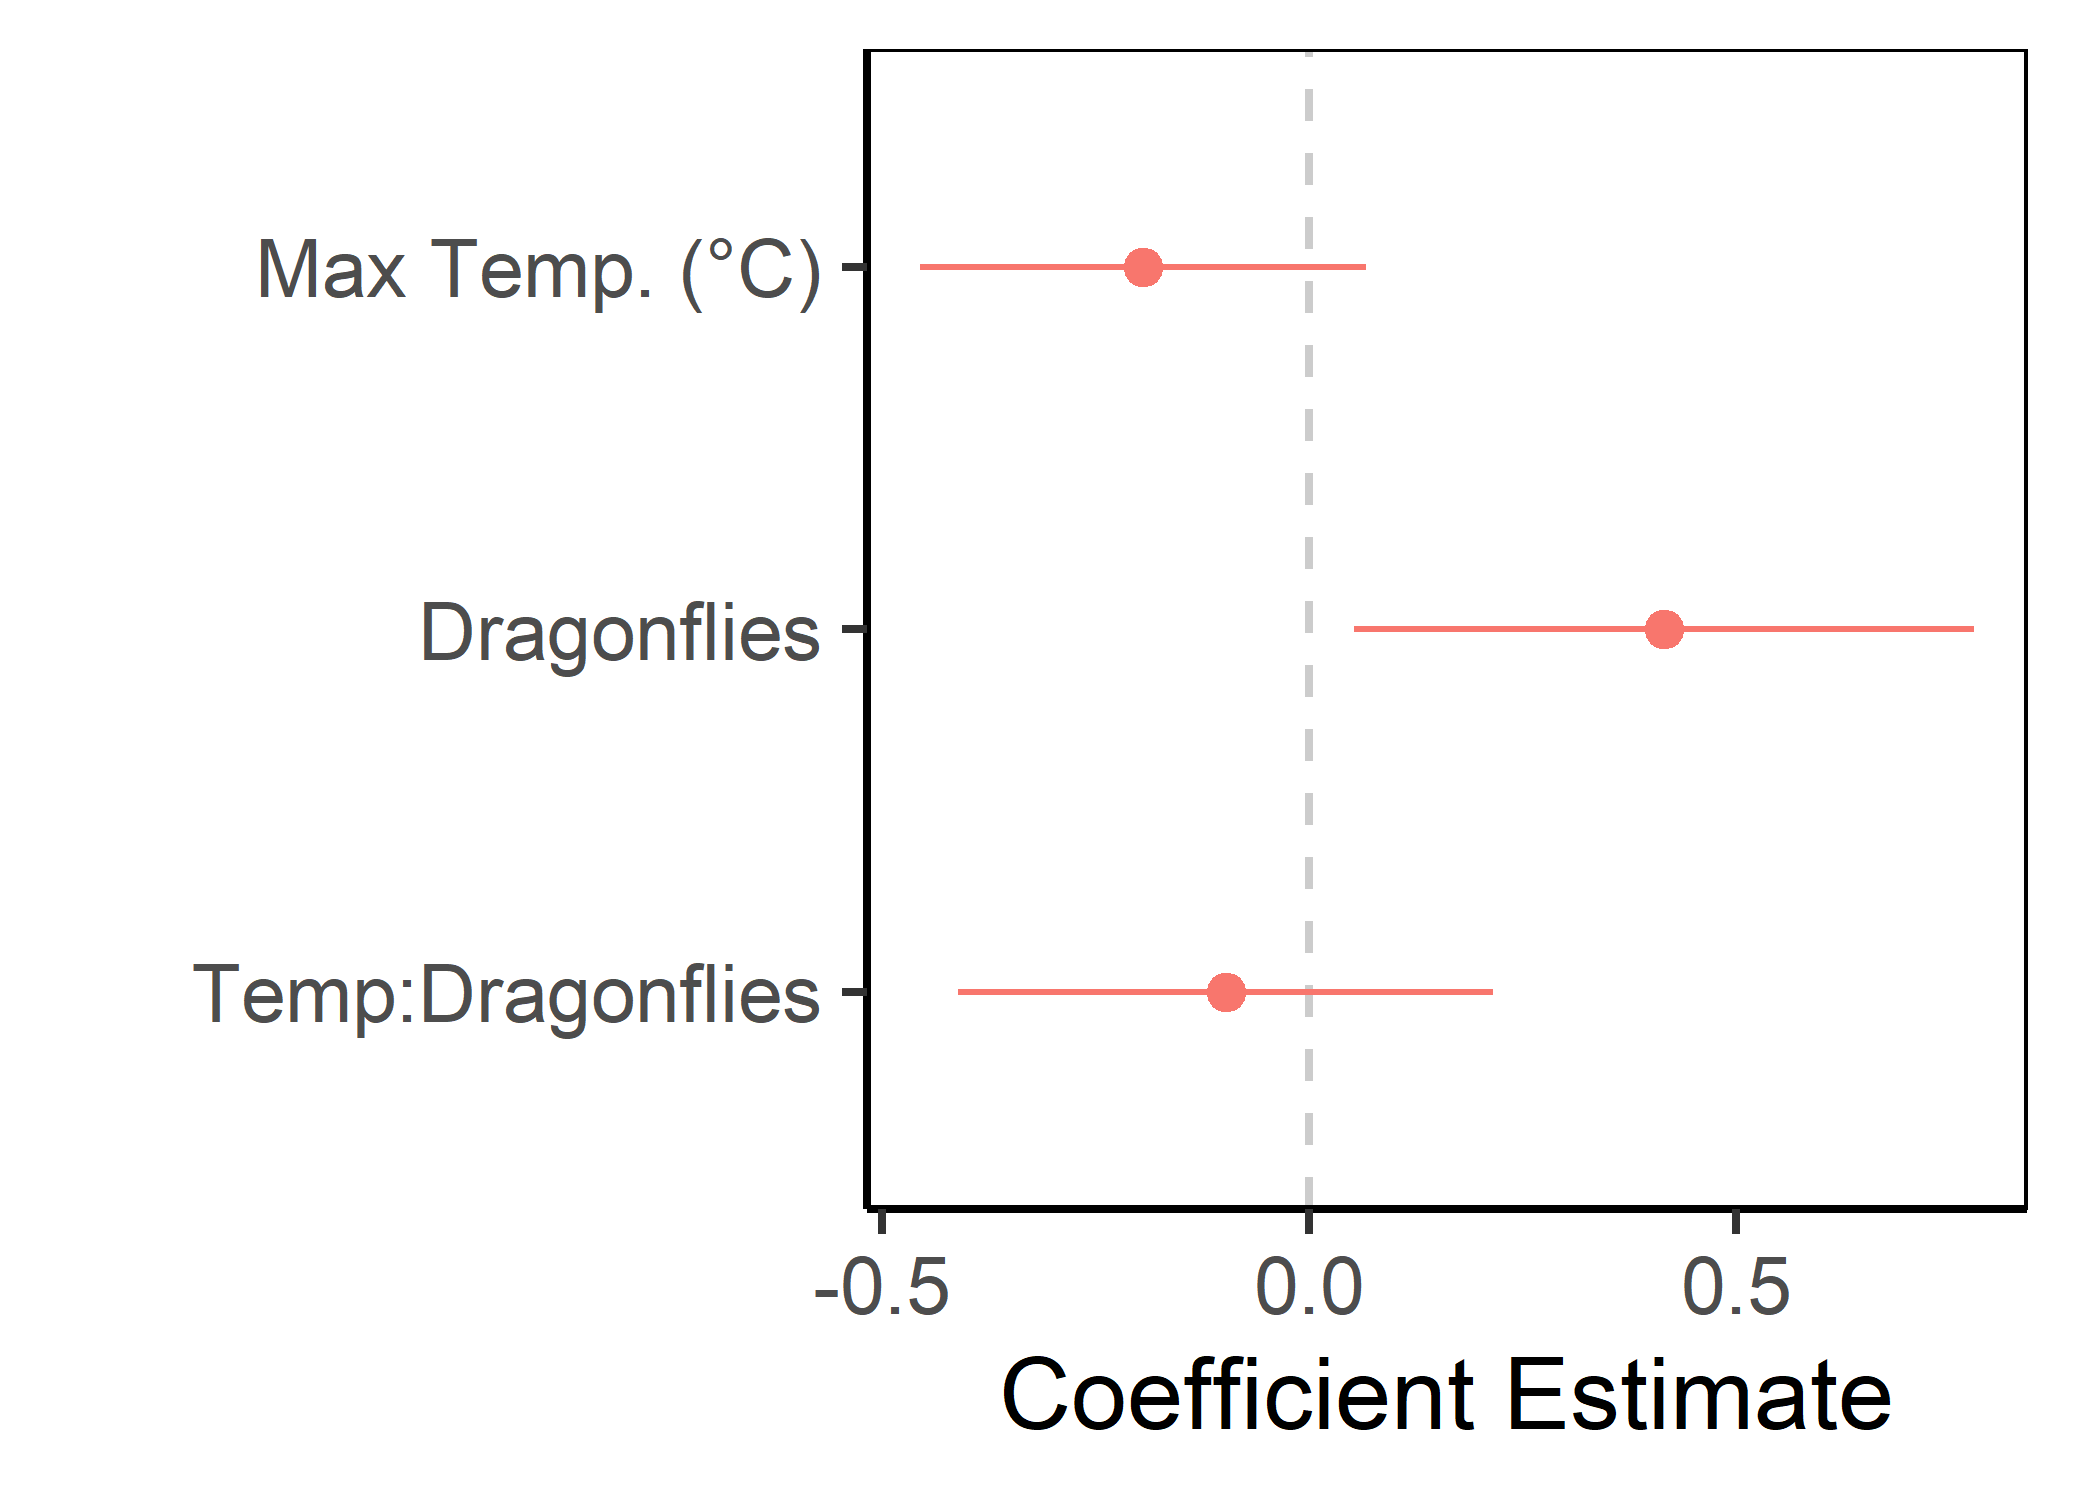 Max Temp. (°C)
Dragonflies
Temp:Dragonflies
-0.5
0.0
0.5
Coefficient Estimate